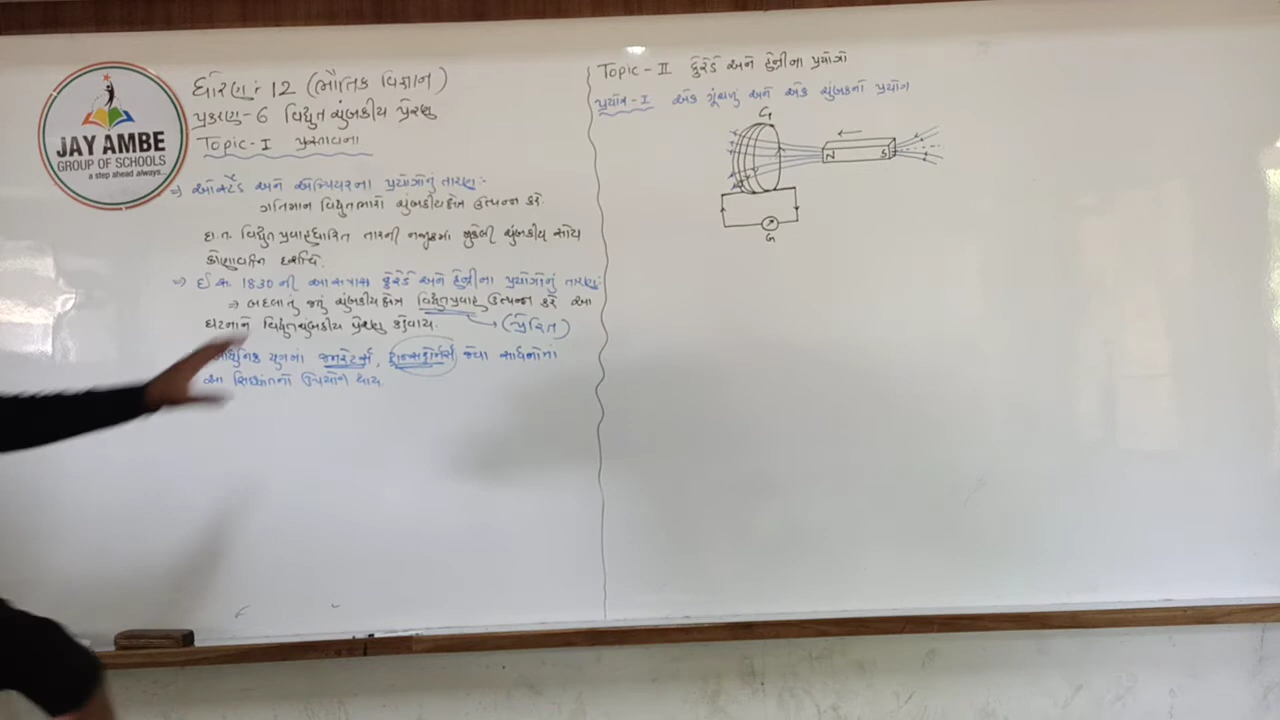 JAY AMBE
GROUP OF SCHOOLS
a step ahead always...
ધોરણ : 12 (ભૌતિક વિજ્ઞાન)
પ્રકરણ - 6 વિદ્યુતચુંબકીય પ્રેરણ
Topic - I પ્રસ્તાવના
⇒ ઓર્સ્ટેડ અને એમ્પિયરના પ્રયોગોનું તારણ :-
ગતિમાન વિદ્યુતભારો ચુંબકીયક્ષેત્ર ઉત્પન્ન કરે.
દા.ત. વિદ્યુતપ્રવાહધારિત તારની નજીકમાં મુકેલી ચુંબકીય સોય
કોણાવર્તન દર્શાવે.
⇒ ઈ.સ. 1830 ની આસપાસ ફેરેડે અને હેન્રીના પ્રયોગોનું તારણ :
⇒ બદલાતું જતું ચુંબકીયક્ષેત્ર વિદ્યુતપ્રવાહ ઉત્પન્ન કરે આ
ઘટનાને વિદ્યુતચુંબકીય પ્રેરણ કહેવાય. (પ્રેરિત)
આધુનિક યુગનાં જનરેટર્સ, ટ્રાન્સફોર્મર્સ જેવા સાધનોમાં
આ સિદ્ધાંતનો ઉપયોગ થાય
Topic - II ફેરેડે અને હેન્રીના પ્રયોગો
પ્રયોગ - I એક ગૂંચળું અને એક ચુંબકનો પ્રયોગ
G
N S
G